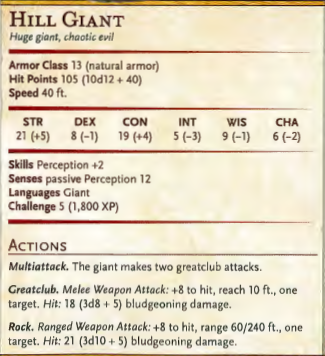 HILL GIANT
Huge giant, chaotic evil
Armor Class 13 (natural armor)
Hit Points 105 (10d12 + 40)
Speed 40 ft.
STR DEX CON INT WIS CHA
21 (+5) 8 (−1) 19 (+4) 5 (−3) 9 (−1) 6 (−2)
Skills Perception +2
Senses passive Perception 12
Languages Giant
Challenge 5 (1,800 XP)
ACTIONS
Multiattack. The giant makes two greatclub attacks.
Greatclub. Melee Weapon Attack: +8 to hit, reach 10 ft., one
target. Hit: 18 (3d8 + 5) bludgeoning damage.
Rock. Ranged Weapon Attack: +8 to hit, range 60/240 ft., one
target. Hit: 21 (3d10 + 5) bludgeoning damage.